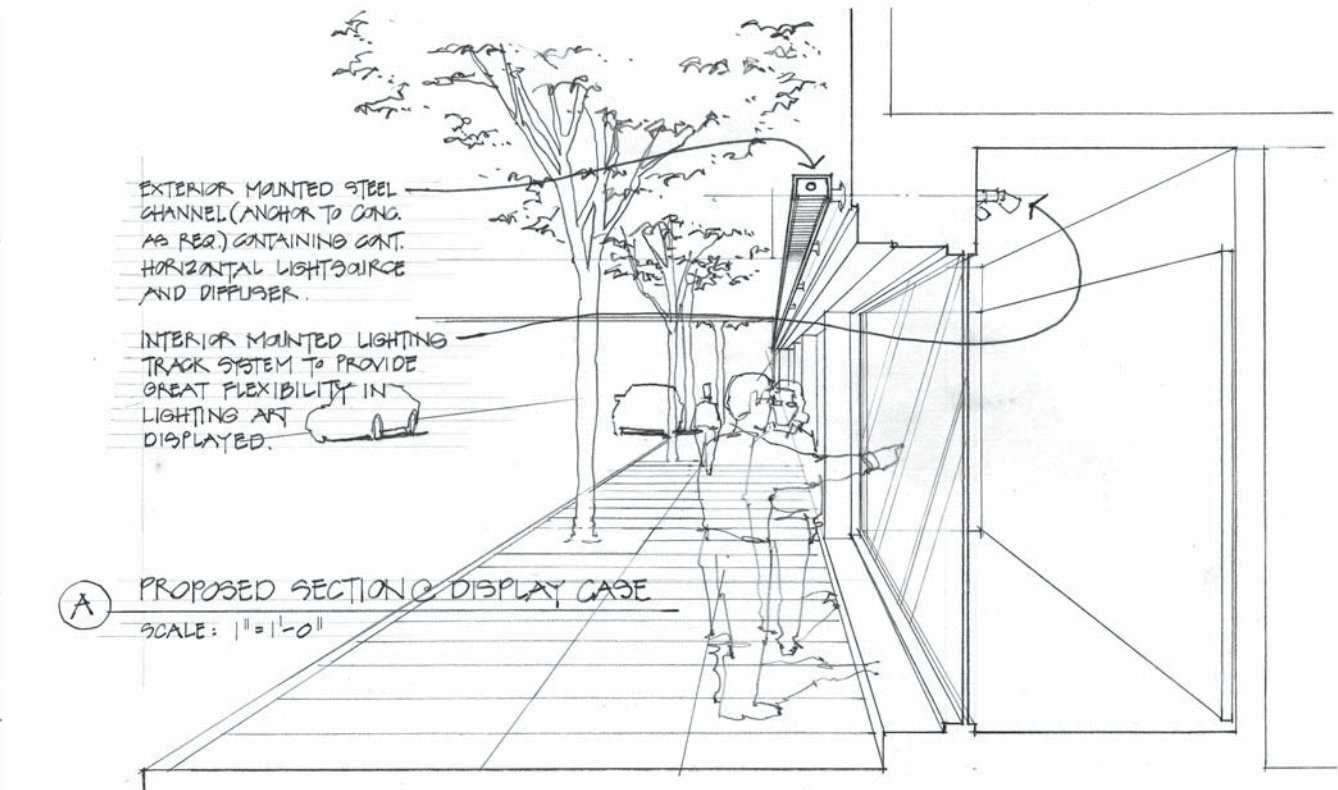 EXTERIOR MOUNTED STEEL
CHANNEL (ANCHOR TO CONC.
AS REQ.) CONTAINING CONT.
HORIZONTAL LIGHTSOURCE
AND DIFFUSER.
INTERIOR MOUNTED LIGHTING
TRACK SYSTEM TO PROVIDE
GREAT FLEXIBILITY IN
LIGHTING ART
DISPLAYED.
A
PROPOSED SECTION @ DISPLAY CASE
SCALE: 1"=1'-0"